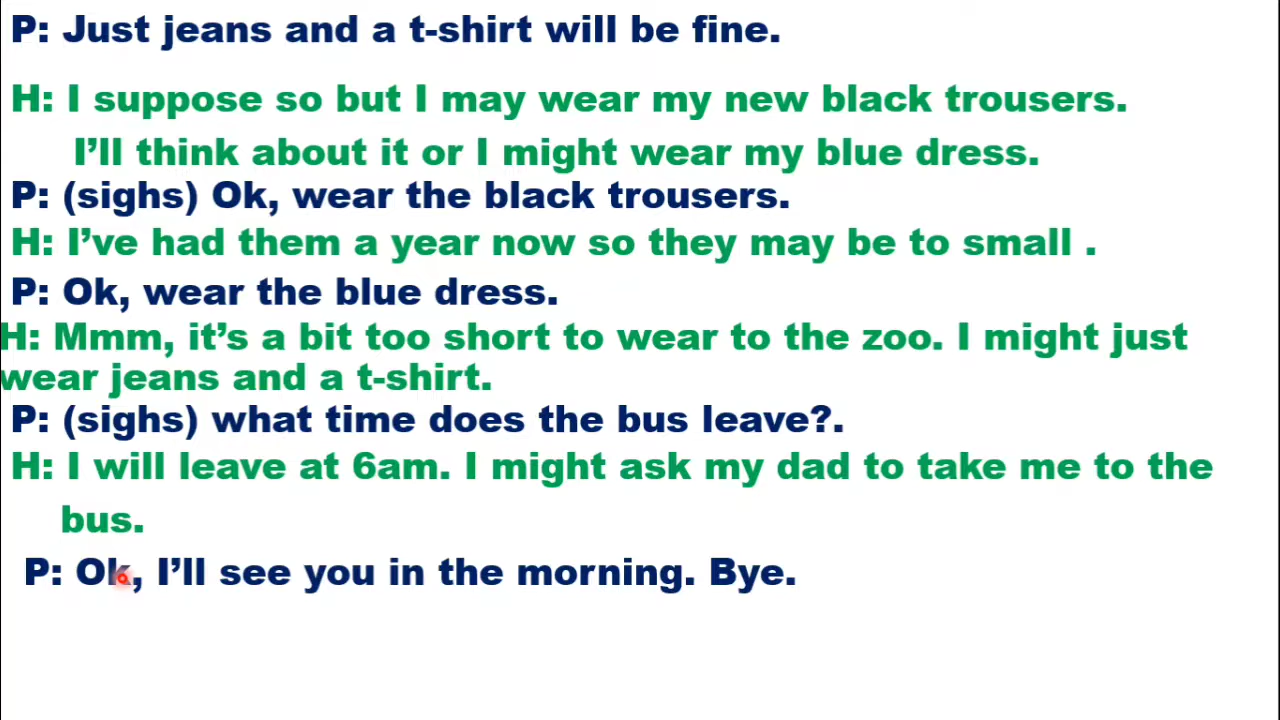 P: Just jeans and a t-shirt will be fine.
H: I suppose so but I may wear my new black trousers.
I’ll think about it or I might wear my blue dress.
P: (sighs) Ok, wear the black trousers.
H: I’ve had them a year now so they may be to small .
P: Ok, wear the blue dress.
H: Mmm, it’s a bit too short to wear to the zoo. I might just
wear jeans and a t-shirt.
P: (sighs) what time does the bus leave?.
H: I will leave at 6am. I might ask my dad to take me to the
bus.
P: Ok, I’ll see you in the morning. Bye.